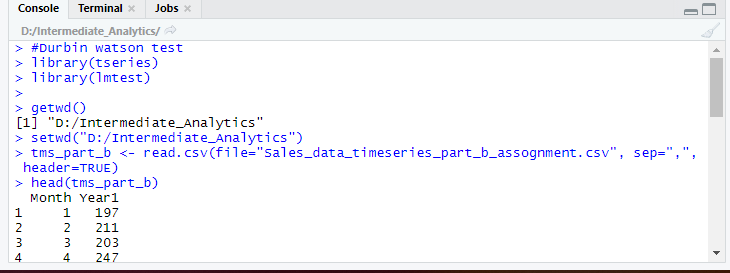 Console Terminal × Jobs ×
D:/Intermediate_Analytics/
> #Durbin watson test
> library(tseries)
> library(lmtest)
>
> getwd()
[1] "D:/Intermediate_Analytics"
> setwd("D:/Intermediate_Analytics")
> tms_part_b <- read.csv(file="Sales_data_timeseries_part_b_assognment.csv", sep=",",
header=TRUE)
> head(tms_part_b)
Month Year1
1 1 197
2 2 211
3 3 203
4 4 247